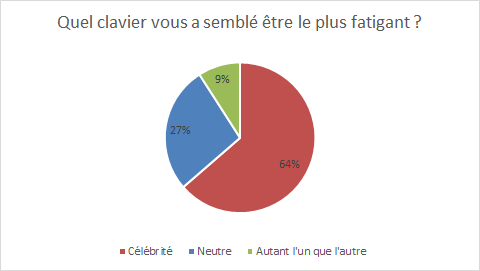 Quel clavier vous a semblé être le plus fatigant ?
9%
27%
64%
Célébrité Neutre Autant l'un que l'autre